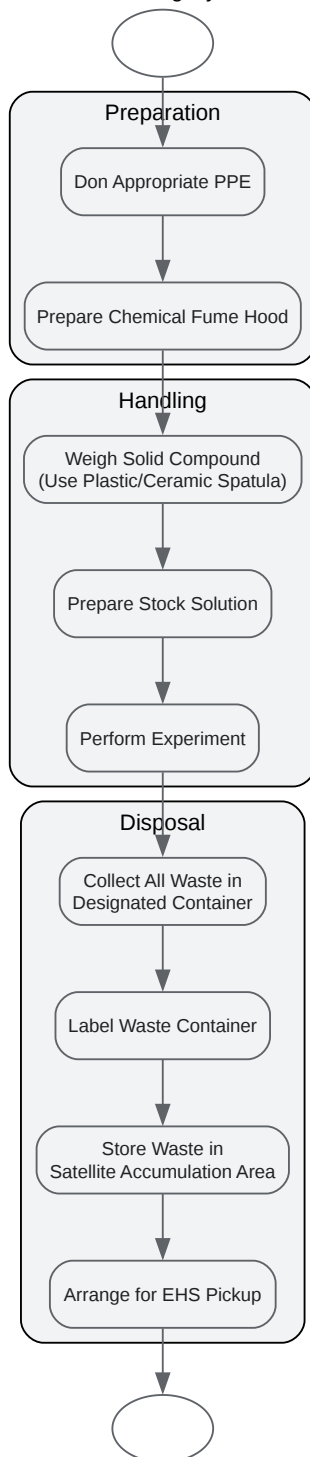 Preparation
Don Appropriate PPE
Prepare Chemical Fume Hood
Handling
Weigh Solid Compound
(Use Plastic/Ceramic Spatula)
Prepare Stock Solution
Perform Experiment
Disposal
Collect All Waste in
Designated Container
Label Waste Container
Store Waste in
Satellite Accumulation Area
Arrange for EHS Pickup